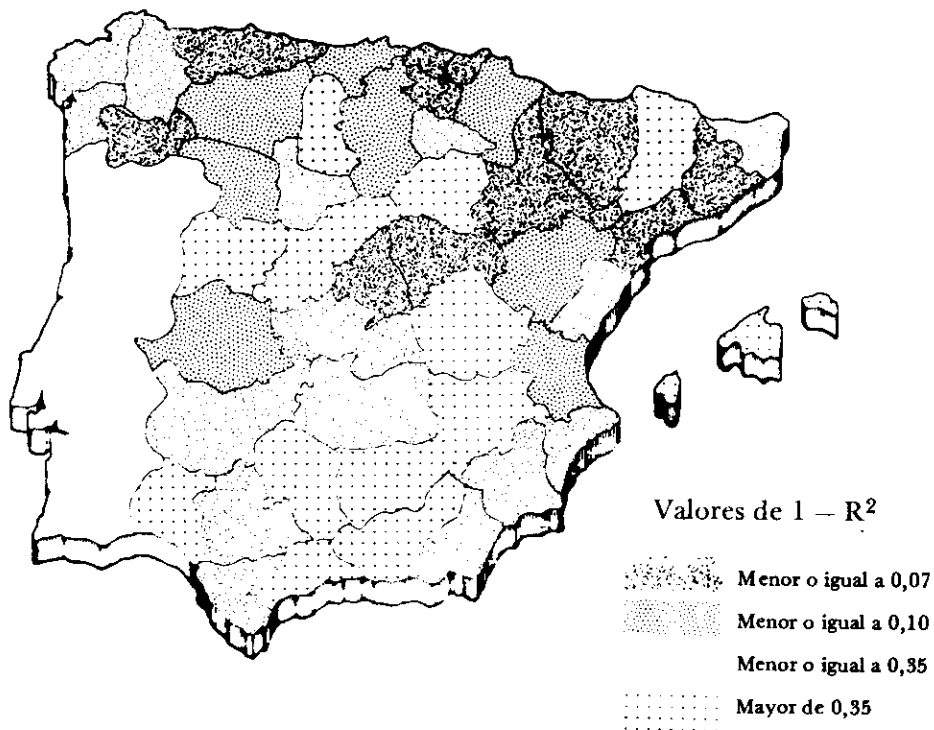 Valores de 1 – R²
Menor o igual a 0,07
Menor o igual a 0,10
Menor o igual a 0,35
Mayor de 0,35